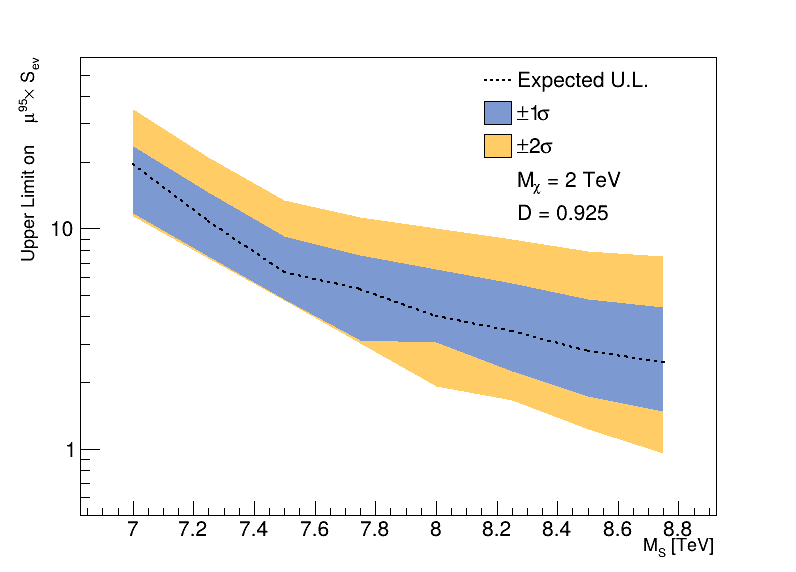 Upper Limit on μ⁹⁵× S_ev
Expected U.L.
±1σ
±2σ
M_χ = 2 TeV
D = 0.925
10
1
7 7.2 7.4 7.6 7.8 8 8.2 8.4 8.6 8.8
M_S [TeV]